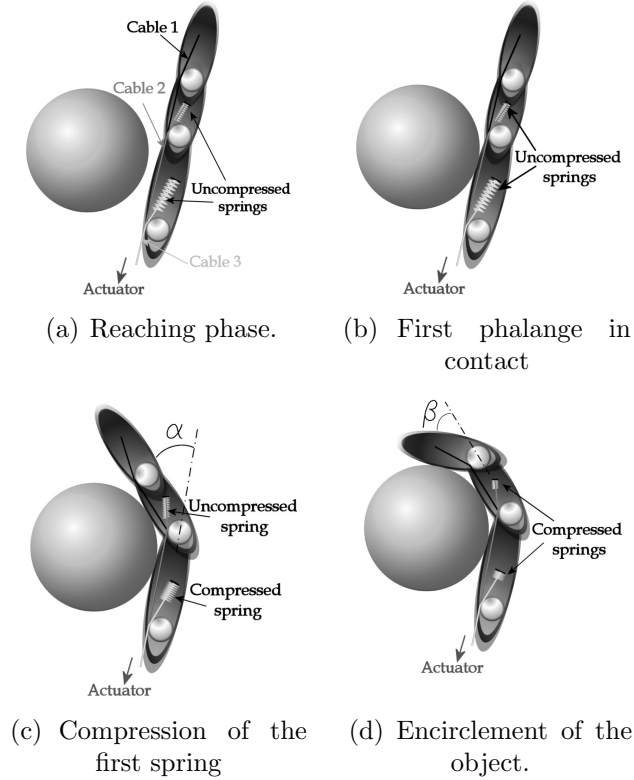 Cable 1
Cable 2
Uncompressed
springs
Cable 3
Actuator
(a) Reaching phase.
Uncompressed
springs
Actuator
(b) First phalange in
contact
α
Uncompressed
spring
Compressed
spring
Actuator
(c) Compression of the
first spring
β
Compressed
springs
Actuator
(d) Encirclement of the
object.